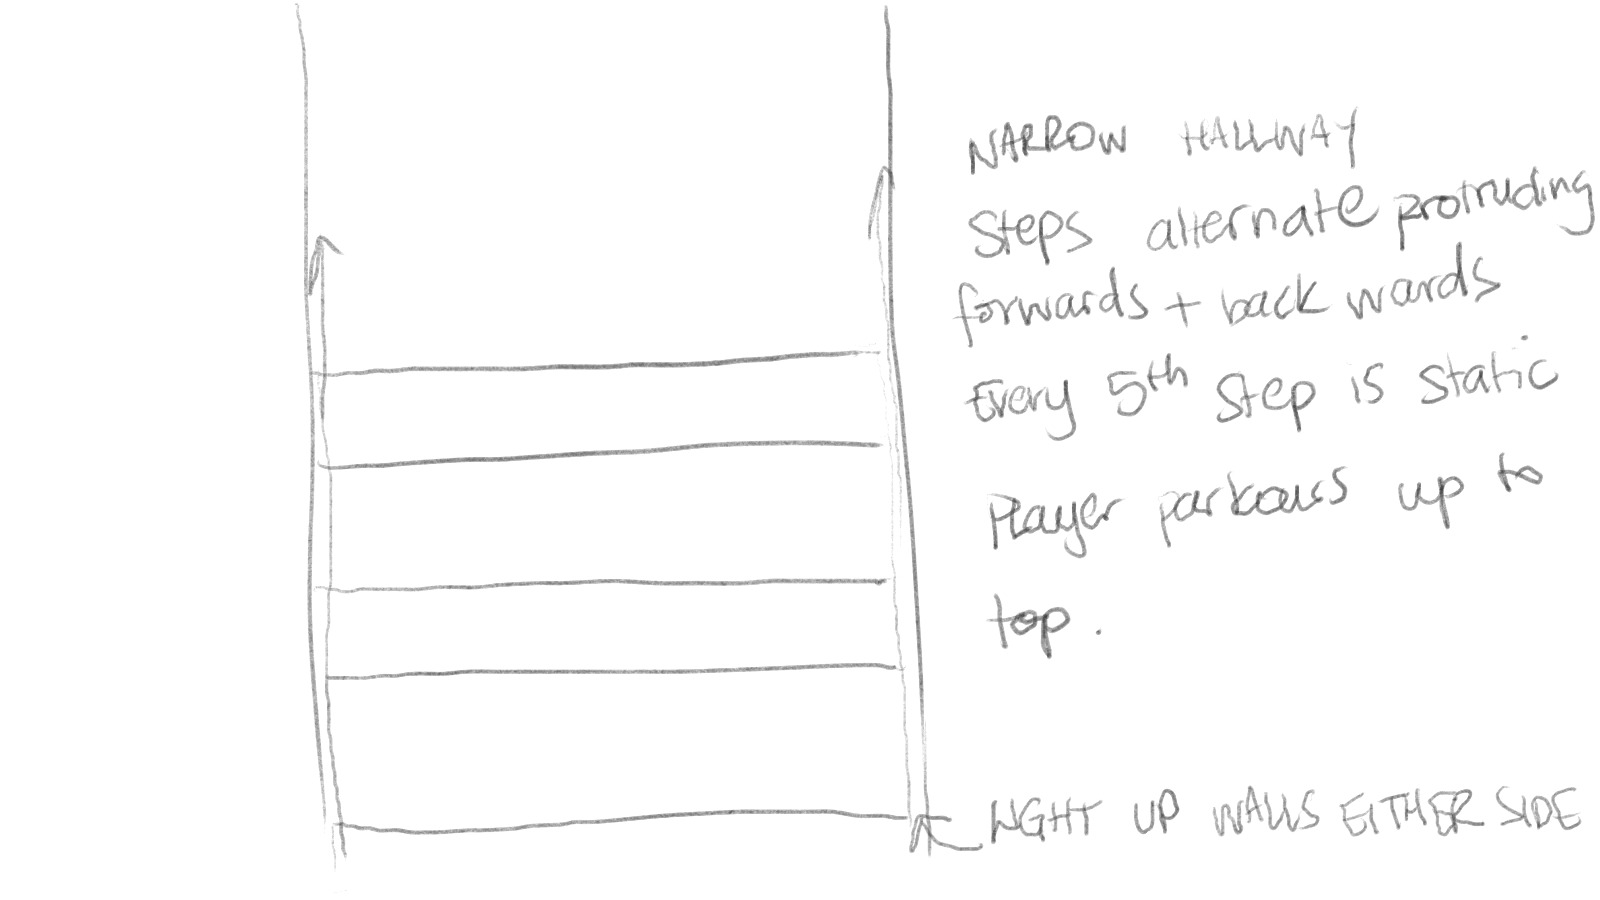 NARROW HALLWAY
Steps alternate protruding
forwards + back wards
Every 5th step is static
Player parkours up to
top.
LIGHT UP WALLS EITHER SIDE